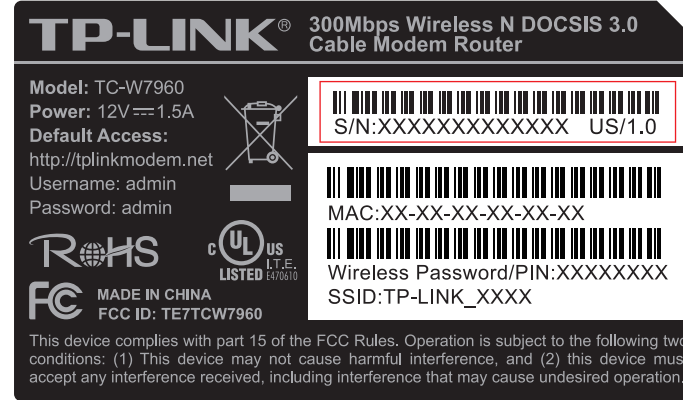 TP-LINK® 300Mbps Wireless N DOCSIS 3.0
Cable Modem Router
Model: TC-W7960
Power: 12V⎓1.5A
Default Access:
http://tplinkmodem.net
Username: admin
Password: admin
S/N:XXXXXXXXXXXXX US/1.0
MAC:XX-XX-XX-XX-XX-XX
Wireless Password/PIN:XXXXXXXX
SSID:TP-LINK_XXXX
RoHS
c UL US
LISTED
I.T.E.
E470610
FC
MADE IN CHINA
FCC ID: TE7TCW7960
This device complies with part 15 of the FCC Rules. Operation is subject to the following two
conditions: (1) This device may not cause harmful interference, and (2) this device mus
accept any interference received, including interference that may cause undesired operation.